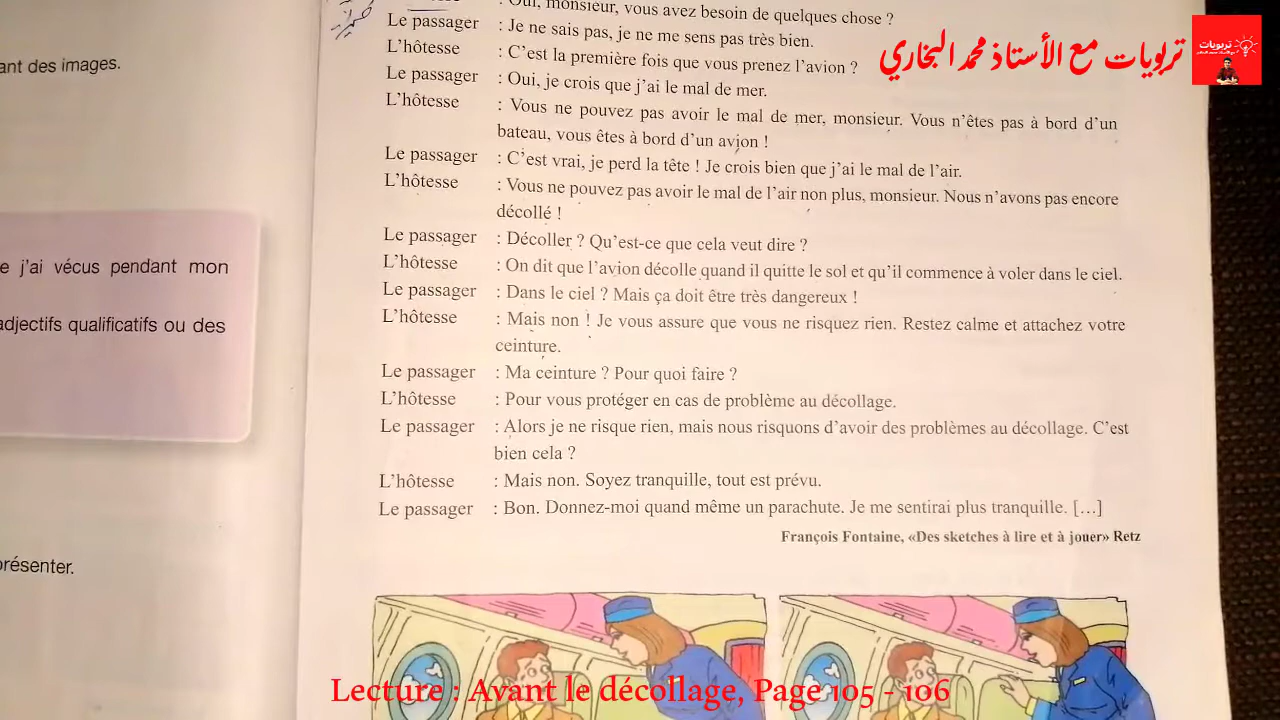 : Oui, monsieur, vous avez besoin de quelques chose ?
Le passager : Je ne sais pas, je ne me sens pas très bien.
L'hôtesse : C'est la première fois que vous prenez l'avion ?
Le passager : Oui, je crois que j'ai le mal de mer.
L'hôtesse : Vous ne pouvez pas avoir le mal de mer, monsieur. Vous n'êtes pas à bord d'un
bateau, vous êtes à bord d'un avion !
Le passager : C'est vrai, je perd la tête ! Je crois bien que j'ai le mal de l'air.
L'hôtesse : Vous ne pouvez pas avoir le mal de l'air non plus, monsieur. Nous n'avons pas encore
décollé !
Le passager : Décoller ? Qu'est-ce que cela veut dire ?
L'hôtesse : On dit que l'avion décolle quand il quitte le sol et qu'il commence à voler dans le ciel.
Le passager : Dans le ciel ? Mais ça doit être très dangereux !
L'hôtesse : Mais non ! Je vous assure que vous ne risquez rien. Restez calme et attachez votre
ceinture.
Le passager : Ma ceinture ? Pour quoi faire ?
L'hôtesse : Pour vous protéger en cas de problème au décollage.
Le passager : Alors je ne risque rien, mais nous risquons d'avoir des problèmes au décollage. C'est
bien cela ?
L'hôtesse : Mais non. Soyez tranquille, tout est prévu.
Le passager : Bon. Donnez-moi quand même un parachute. Je me sentirai plus tranquille. […]
François Fontaine, «Des sketches à lire et à jouer» Retz
ant des images.
e j'ai vécus pendant mon
adjectifs qualificatifs ou des
présenter.
تربويات مع الأستاذ محمد البخاري
تربويات
Lecture : Avant le décollage, Page 105 - 106